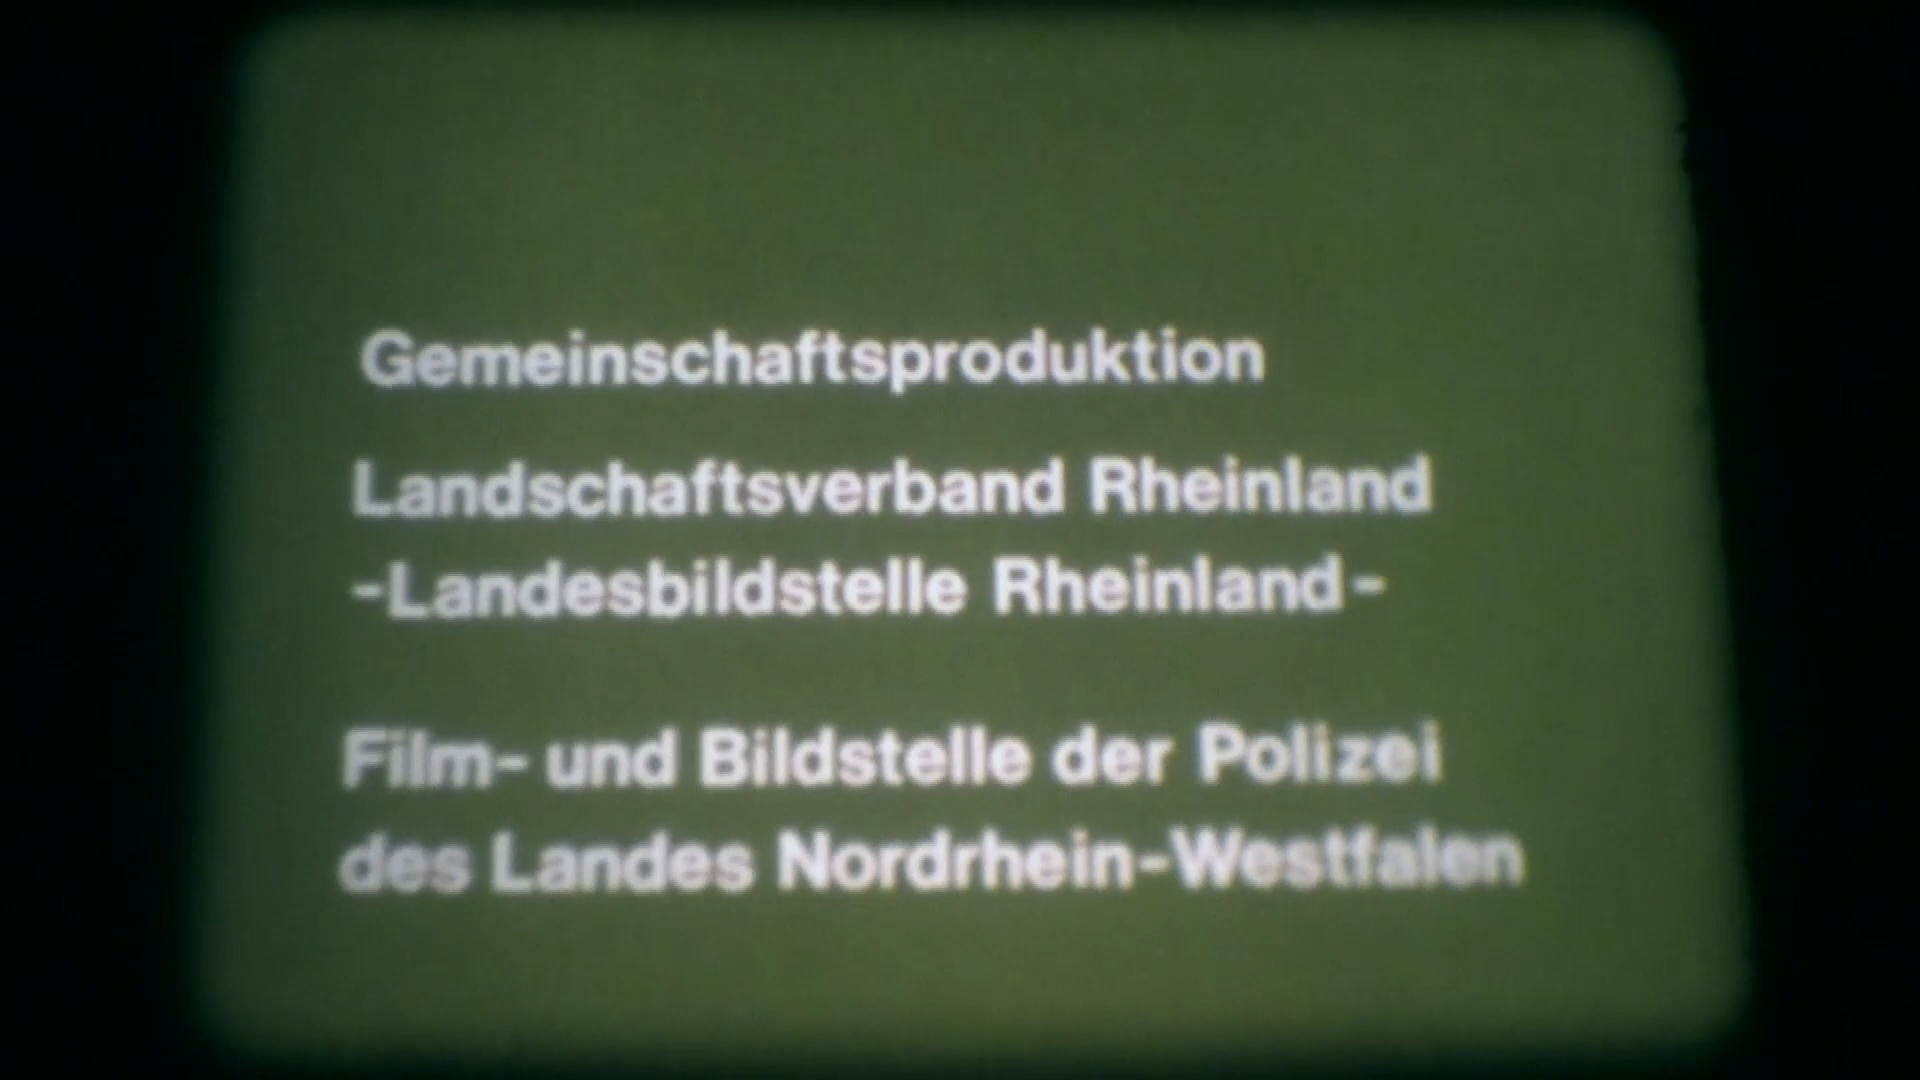 Gemeinschaftsproduktion
Landschaftsverband Rheinland
-Landesbildstelle Rheinland-
Film- und Bildstelle der Polizei
des Landes Nordrhein-Westfalen